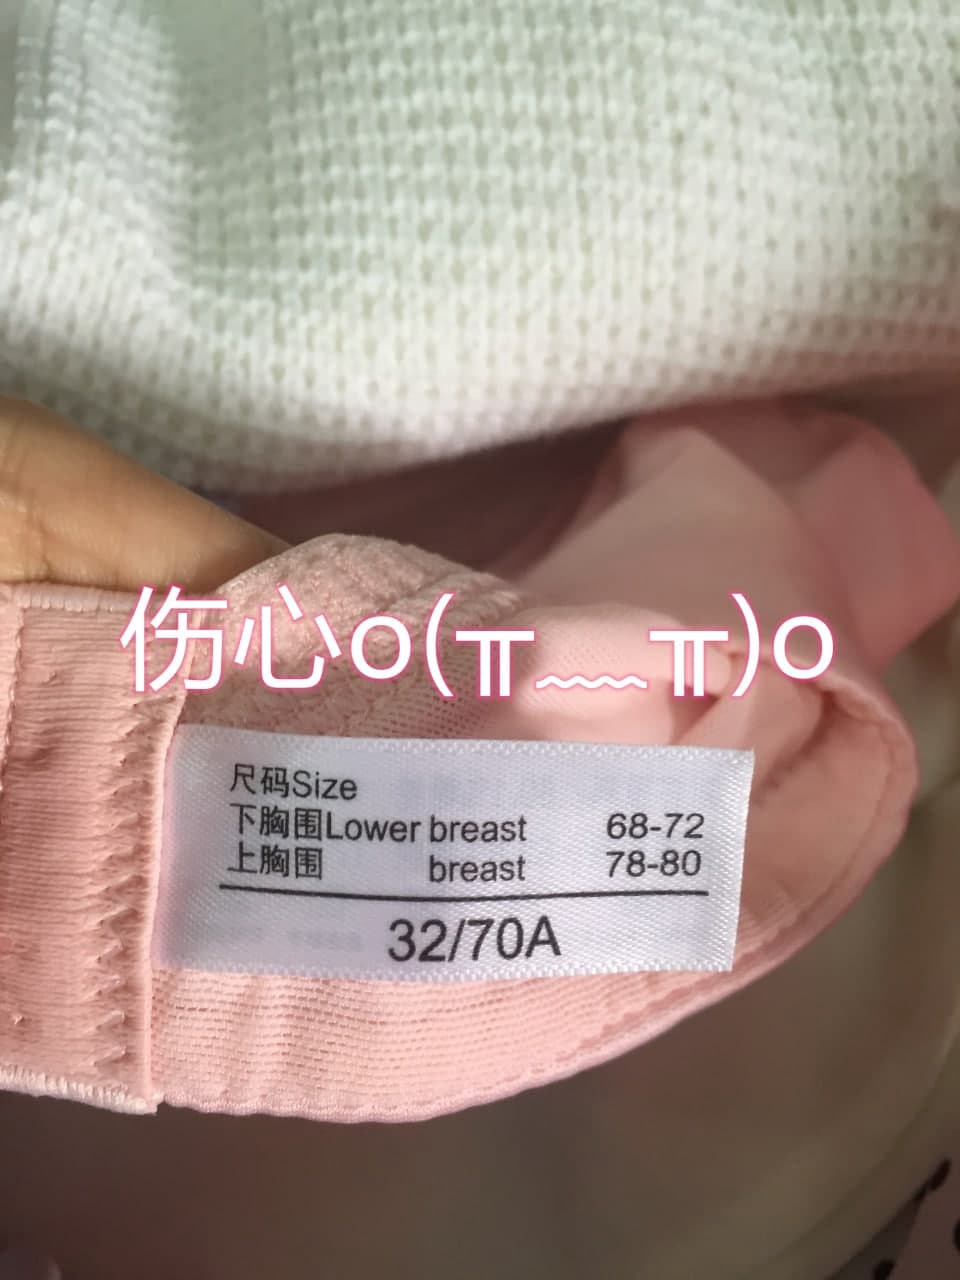 伤心o(╥﹏╥)o
尺码Size
下胸围Lower breast 68-72
上胸围 breast 78-80
32/70A